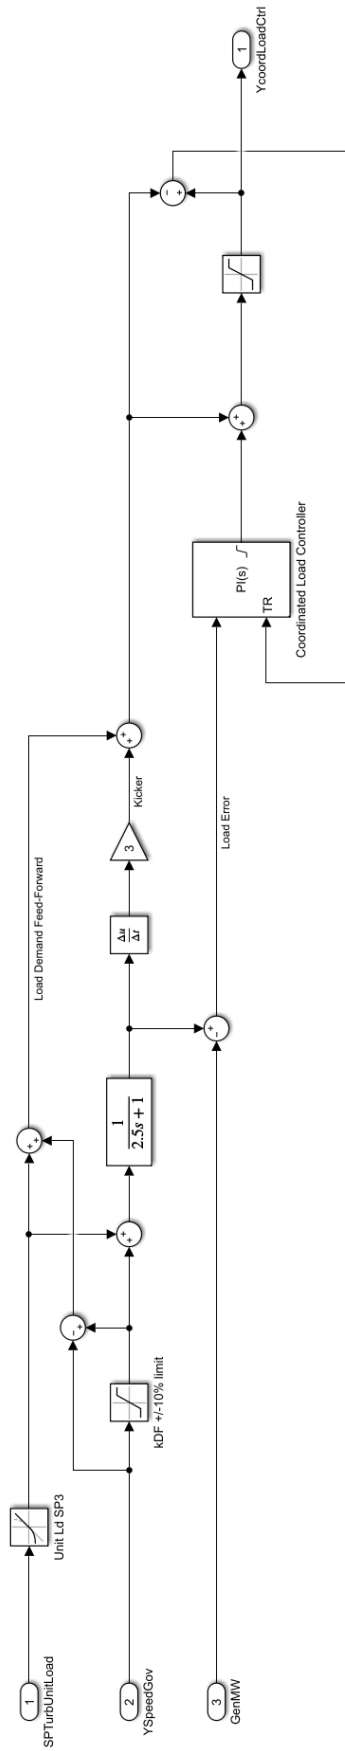 1
SPTurbUnitLoad
Unit Ld SP3
+
+
Load Demand Feed-Forward
2
YSpeedGov
kDF +/-10% limit
-
+
+
+
1
2.5s + 1
Δu
Δt
3
Kicker
+
+
3
GenMW
+
-
Load Error
PI(s)
TR
Coordinated Load Controller
+
+
-
+
1
YcoordLoadCtrl